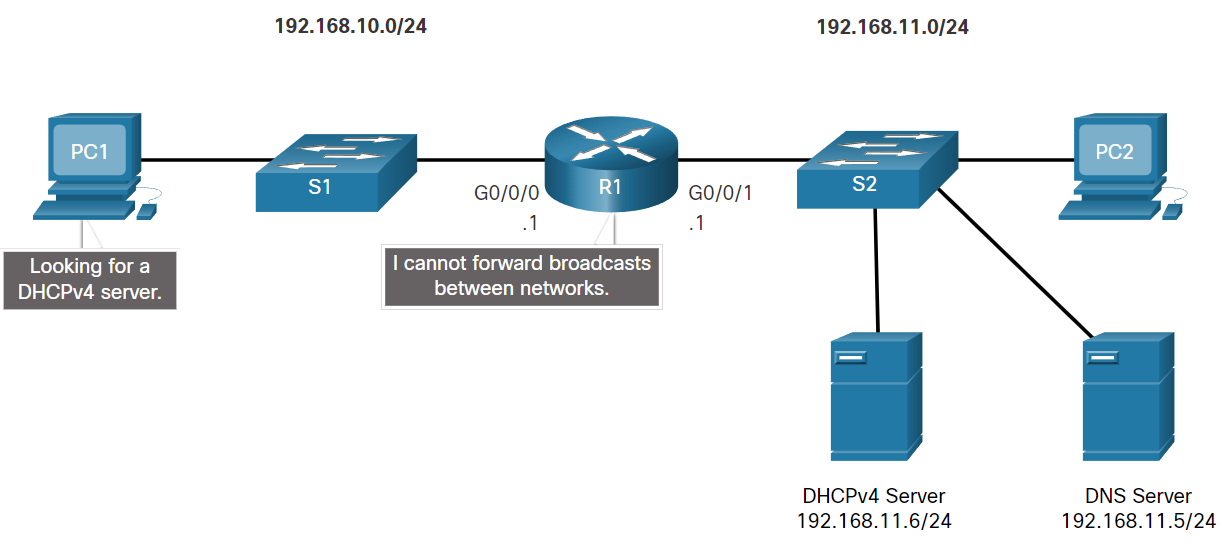 192.168.10.0/24
192.168.11.0/24
PC1
S1
G0/0/0
.1
R1
G0/0/1
.1
S2
PC2
Looking for a
DHCPv4 server.
I cannot forward broadcasts
between networks.
DHCPv4 Server
192.168.11.6/24
DNS Server
192.168.11.5/24